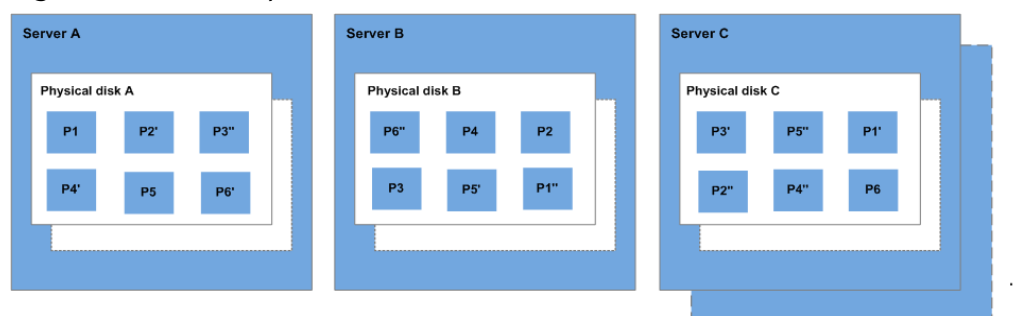 Server A
Physical disk A
P1 P2' P3"
P4' P5 P6'
Server B
Physical disk B
P6" P4 P2
P3 P5' P1"
Server C
Physical disk C
P3' P5" P1'
P2" P4" P6
.